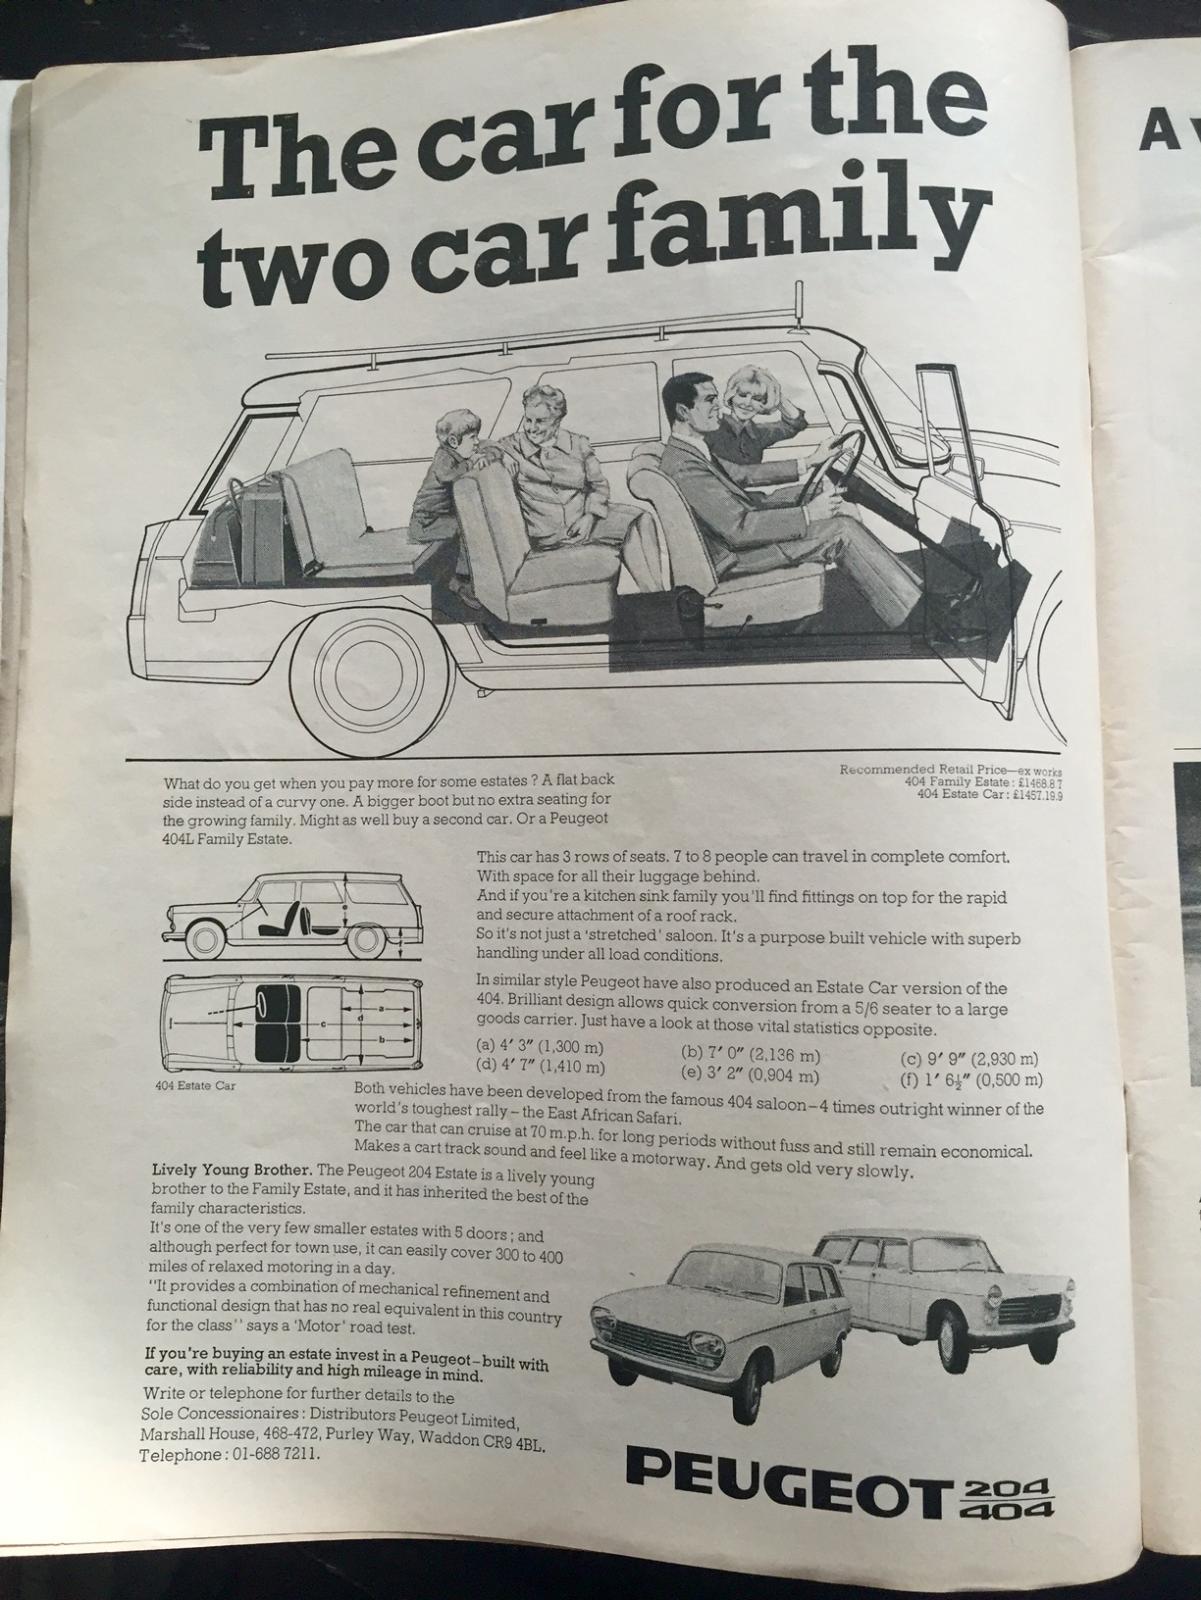 The car for the
two car family
Recommended Retail Price—ex works
404 Family Estate: £1468.8.7
404 Estate Car: £1457.19.9
What do you get when you pay more for some estates? A flat back
side instead of a curvy one. A bigger boot but no extra seating for
the growing family. Might as well buy a second car. Or a Peugeot
404L Family Estate.
This car has 3 rows of seats. 7 to 8 people can travel in complete comfort.
With space for all their luggage behind.
And if you're a kitchen sink family you'll find fittings on top for the rapid
and secure attachment of a roof rack.
So it's not just a 'stretched' saloon. It's a purpose built vehicle with superb
handling under all load conditions.
In similar style Peugeot have also produced an Estate Car version of the
404. Brilliant design allows quick conversion from a 5/6 seater to a large
goods carrier. Just have a look at those vital statistics opposite.
(a) 4′ 3″ (1,300 m) (b) 7′ 0″ (2,136 m) (c) 9′ 9″ (2,930 m)
(d) 4′ 7″ (1,410 m) (e) 3′ 2″ (0,904 m) (f) 1′ 6½″ (0,500 m)
e
f
a
c
d
b
404 Estate Car
Both vehicles have been developed from the famous 404 saloon–4 times outright winner of the
world's toughest rally – the East African Safari.
The car that can cruise at 70 m.p.h. for long periods without fuss and still remain economical.
Makes a cart track sound and feel like a motorway. And gets old very slowly.
Lively Young Brother. The Peugeot 204 Estate is a lively young
brother to the Family Estate, and it has inherited the best of the
family characteristics.
It's one of the very few smaller estates with 5 doors; and
although perfect for town use, it can easily cover 300 to 400
miles of relaxed motoring in a day.
"It provides a combination of mechanical refinement and
functional design that has no real equivalent in this country
for the class" says a 'Motor' road test.
If you're buying an estate invest in a Peugeot–built with
care, with reliability and high mileage in mind.
Write or telephone for further details to the
Sole Concessionaires: Distributors Peugeot Limited,
Marshall House, 468-472, Purley Way, Waddon CR9 4BL.
Telephone: 01-688 7211.
PEUGEOT 204
404
A